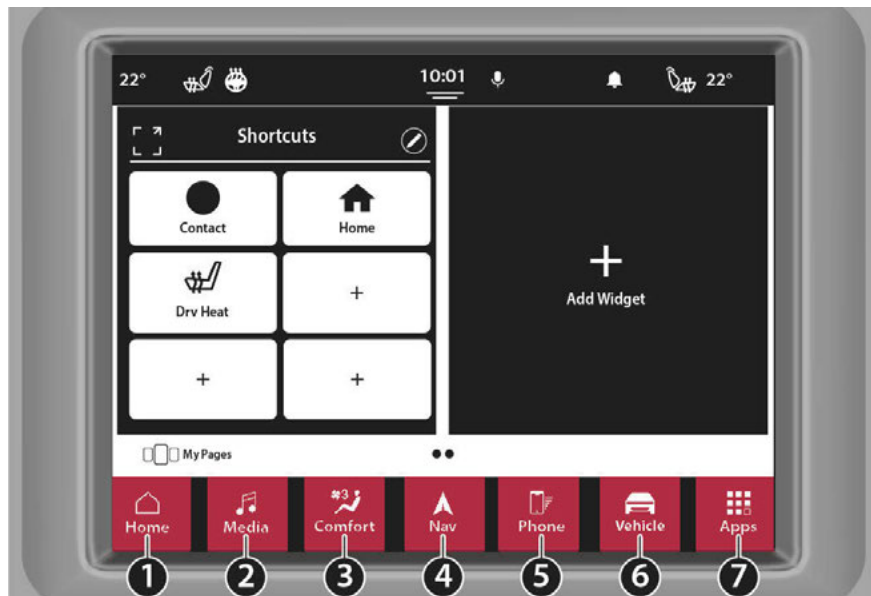 22°
10:01
22°
Shortcuts
Contact
Home
Drv Heat
+
+
+
+
Add Widget
My Pages
3
Home
Media
Comfort
Nav
Phone
Vehicle
Apps
1
2
3
4
5
6
7